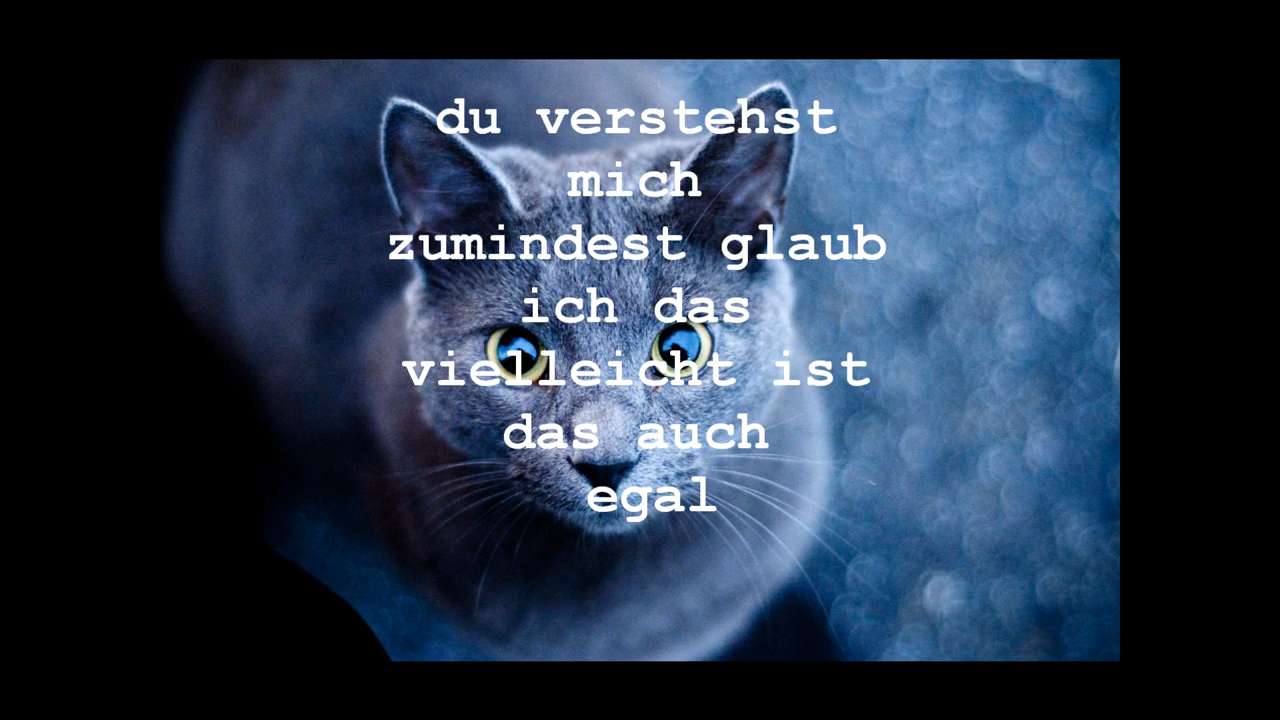 du verstehst
mich
zumindest glaub
ich das
vielleicht ist
das auch
egal